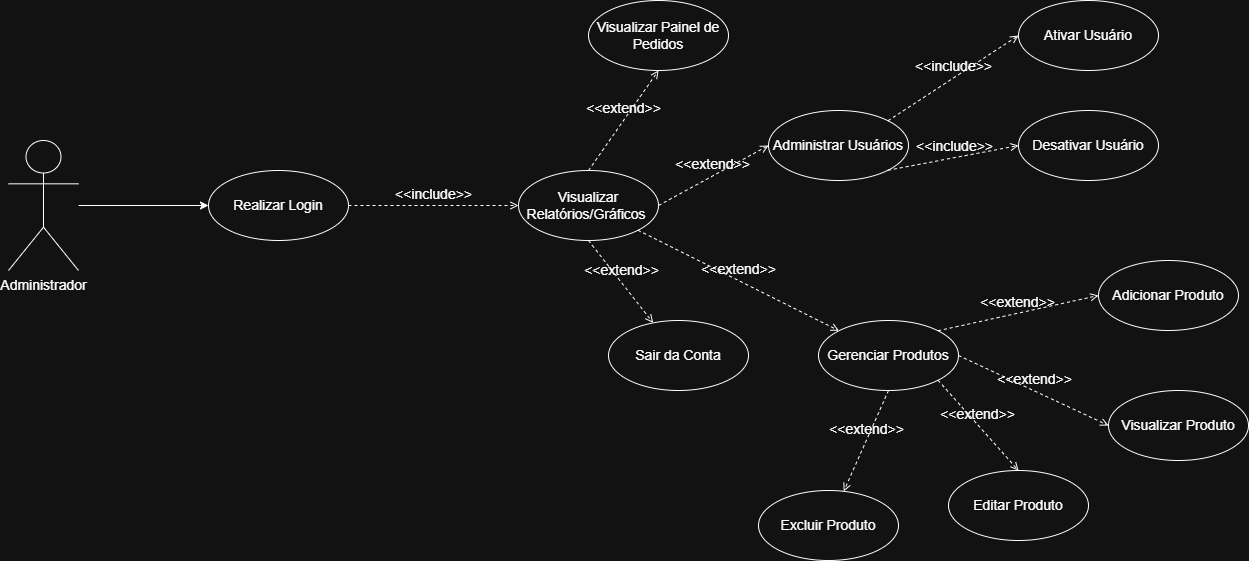 Visualizar Painel de
Pedidos
Ativar Usuário
<<include>>
<<extend>>
Administrar Usuários
<<include>>
Desativar Usuário
<<extend>>
Realizar Login
<<include>>
Visualizar
Relatórios/Gráficos
Administrador
<<extend>>
<<extend>>
Adicionar Produto
<<extend>>
Sair da Conta
Gerenciar Produtos
<<extend>>
Visualizar Produto
<<extend>>
<<extend>>
Editar Produto
Excluir Produto